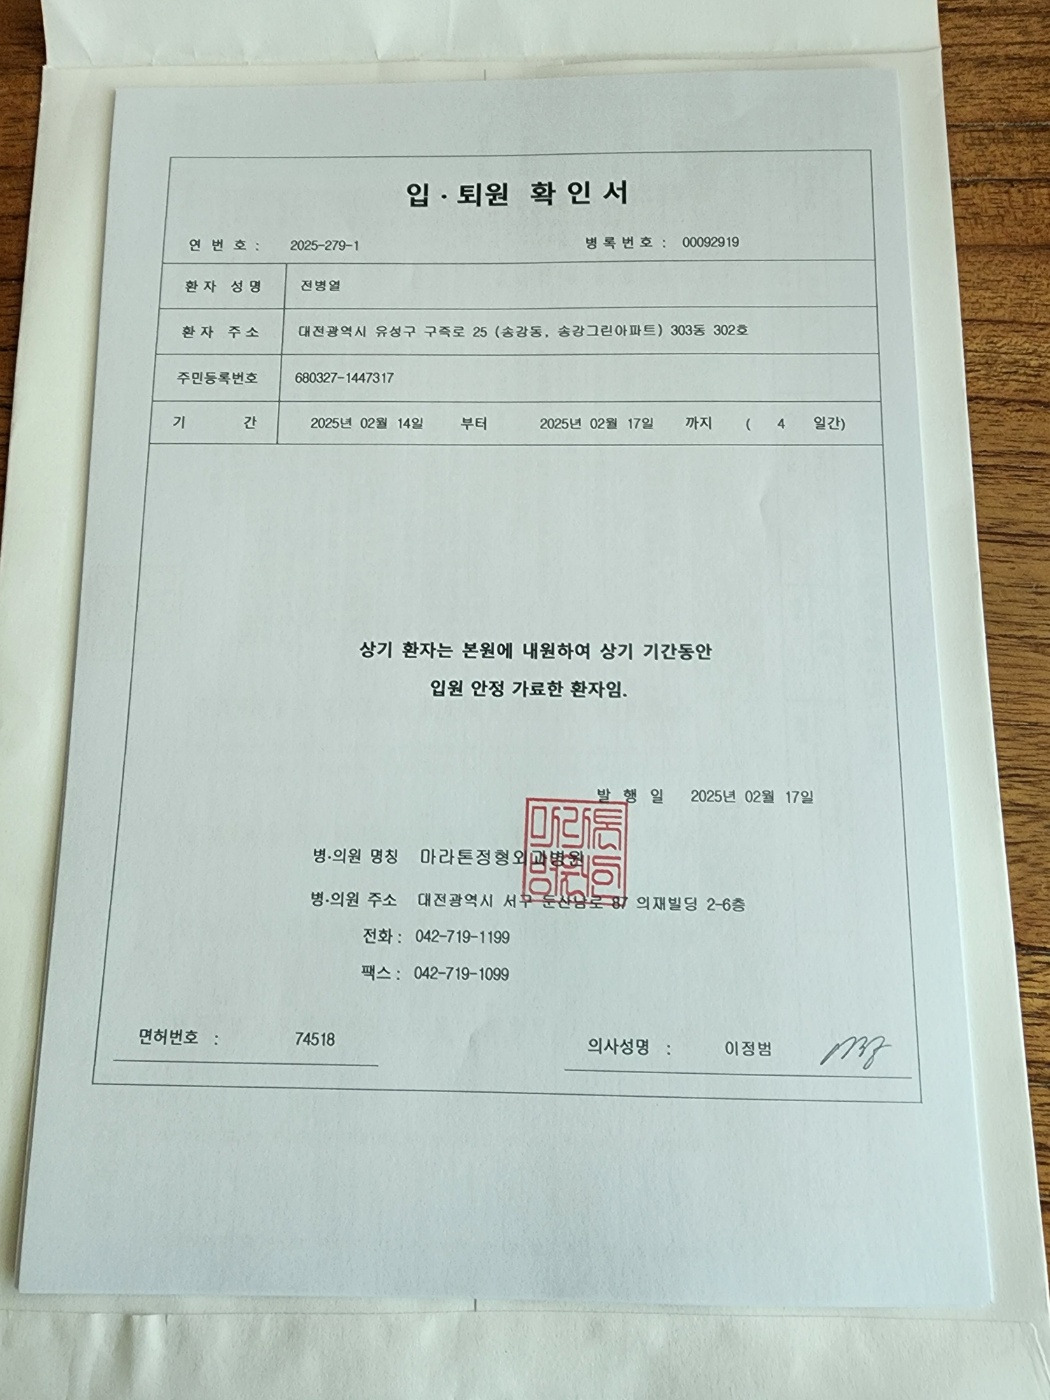 입·퇴원 확인서
연 번 호 : 2025-279-1 병록번호 : 00092919
환자 성명 전병열
환자 주소 대전광역시 유성구 구즉로 25 (송강동, 송강그린아파트) 303동 302호
주민등록번호 680327-1447317
기 간 2025년 02월 14일 부터 2025년 02월 17일 까지 ( 4 일간)
상기 환자는 본원에 내원하여 상기 기간동안
입원 안정 가료한 환자임.
발 행 일 2025년 02월 17일
병·의원 명칭 마라톤정형외과병원
병·의원 주소 대전광역시 서구 둔산남로 87 의재빌딩 2-6층
전화 : 042-719-1199
팩스 : 042-719-1099
면허번호 : 74518 의사성명 : 이정범